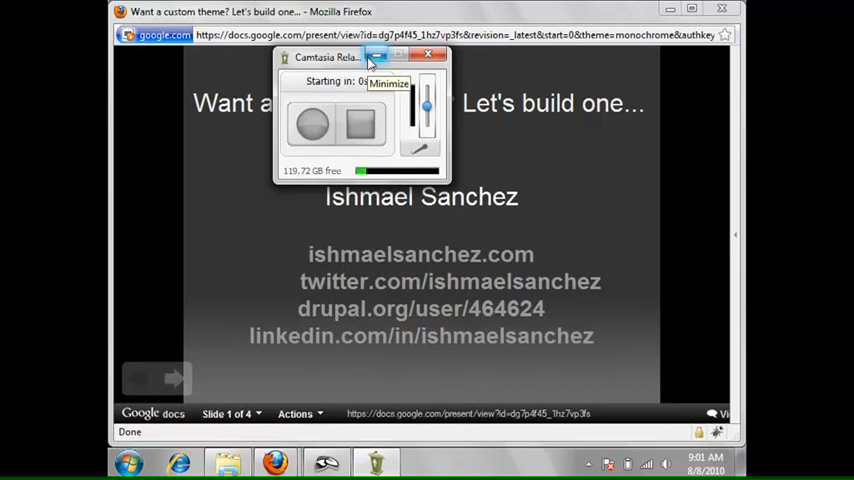 Want a custom theme? Let's build one... - Mozilla Firefox
google.com https://docs.google.com/present/view?id=dg7p4f45_1hz7vp3fs&revision=_latest&start=0&theme=monochrome&authkey
Camtasia Rela...
Starting in: 0s
Minimize
Want a Let's build one...
119.72 GB free
Ishmael Sanchez
ishmaelsanchez.com
twitter.com/ishmaelsanchez
drupal.org/user/464624
linkedin.com/in/ishmaelsanchez
Google docs Slide 1 of 4 Actions https://docs.google.com/present/view?id=dg7p4f45_1hz7vp3fs
Done
9:01 AM
8/8/2010